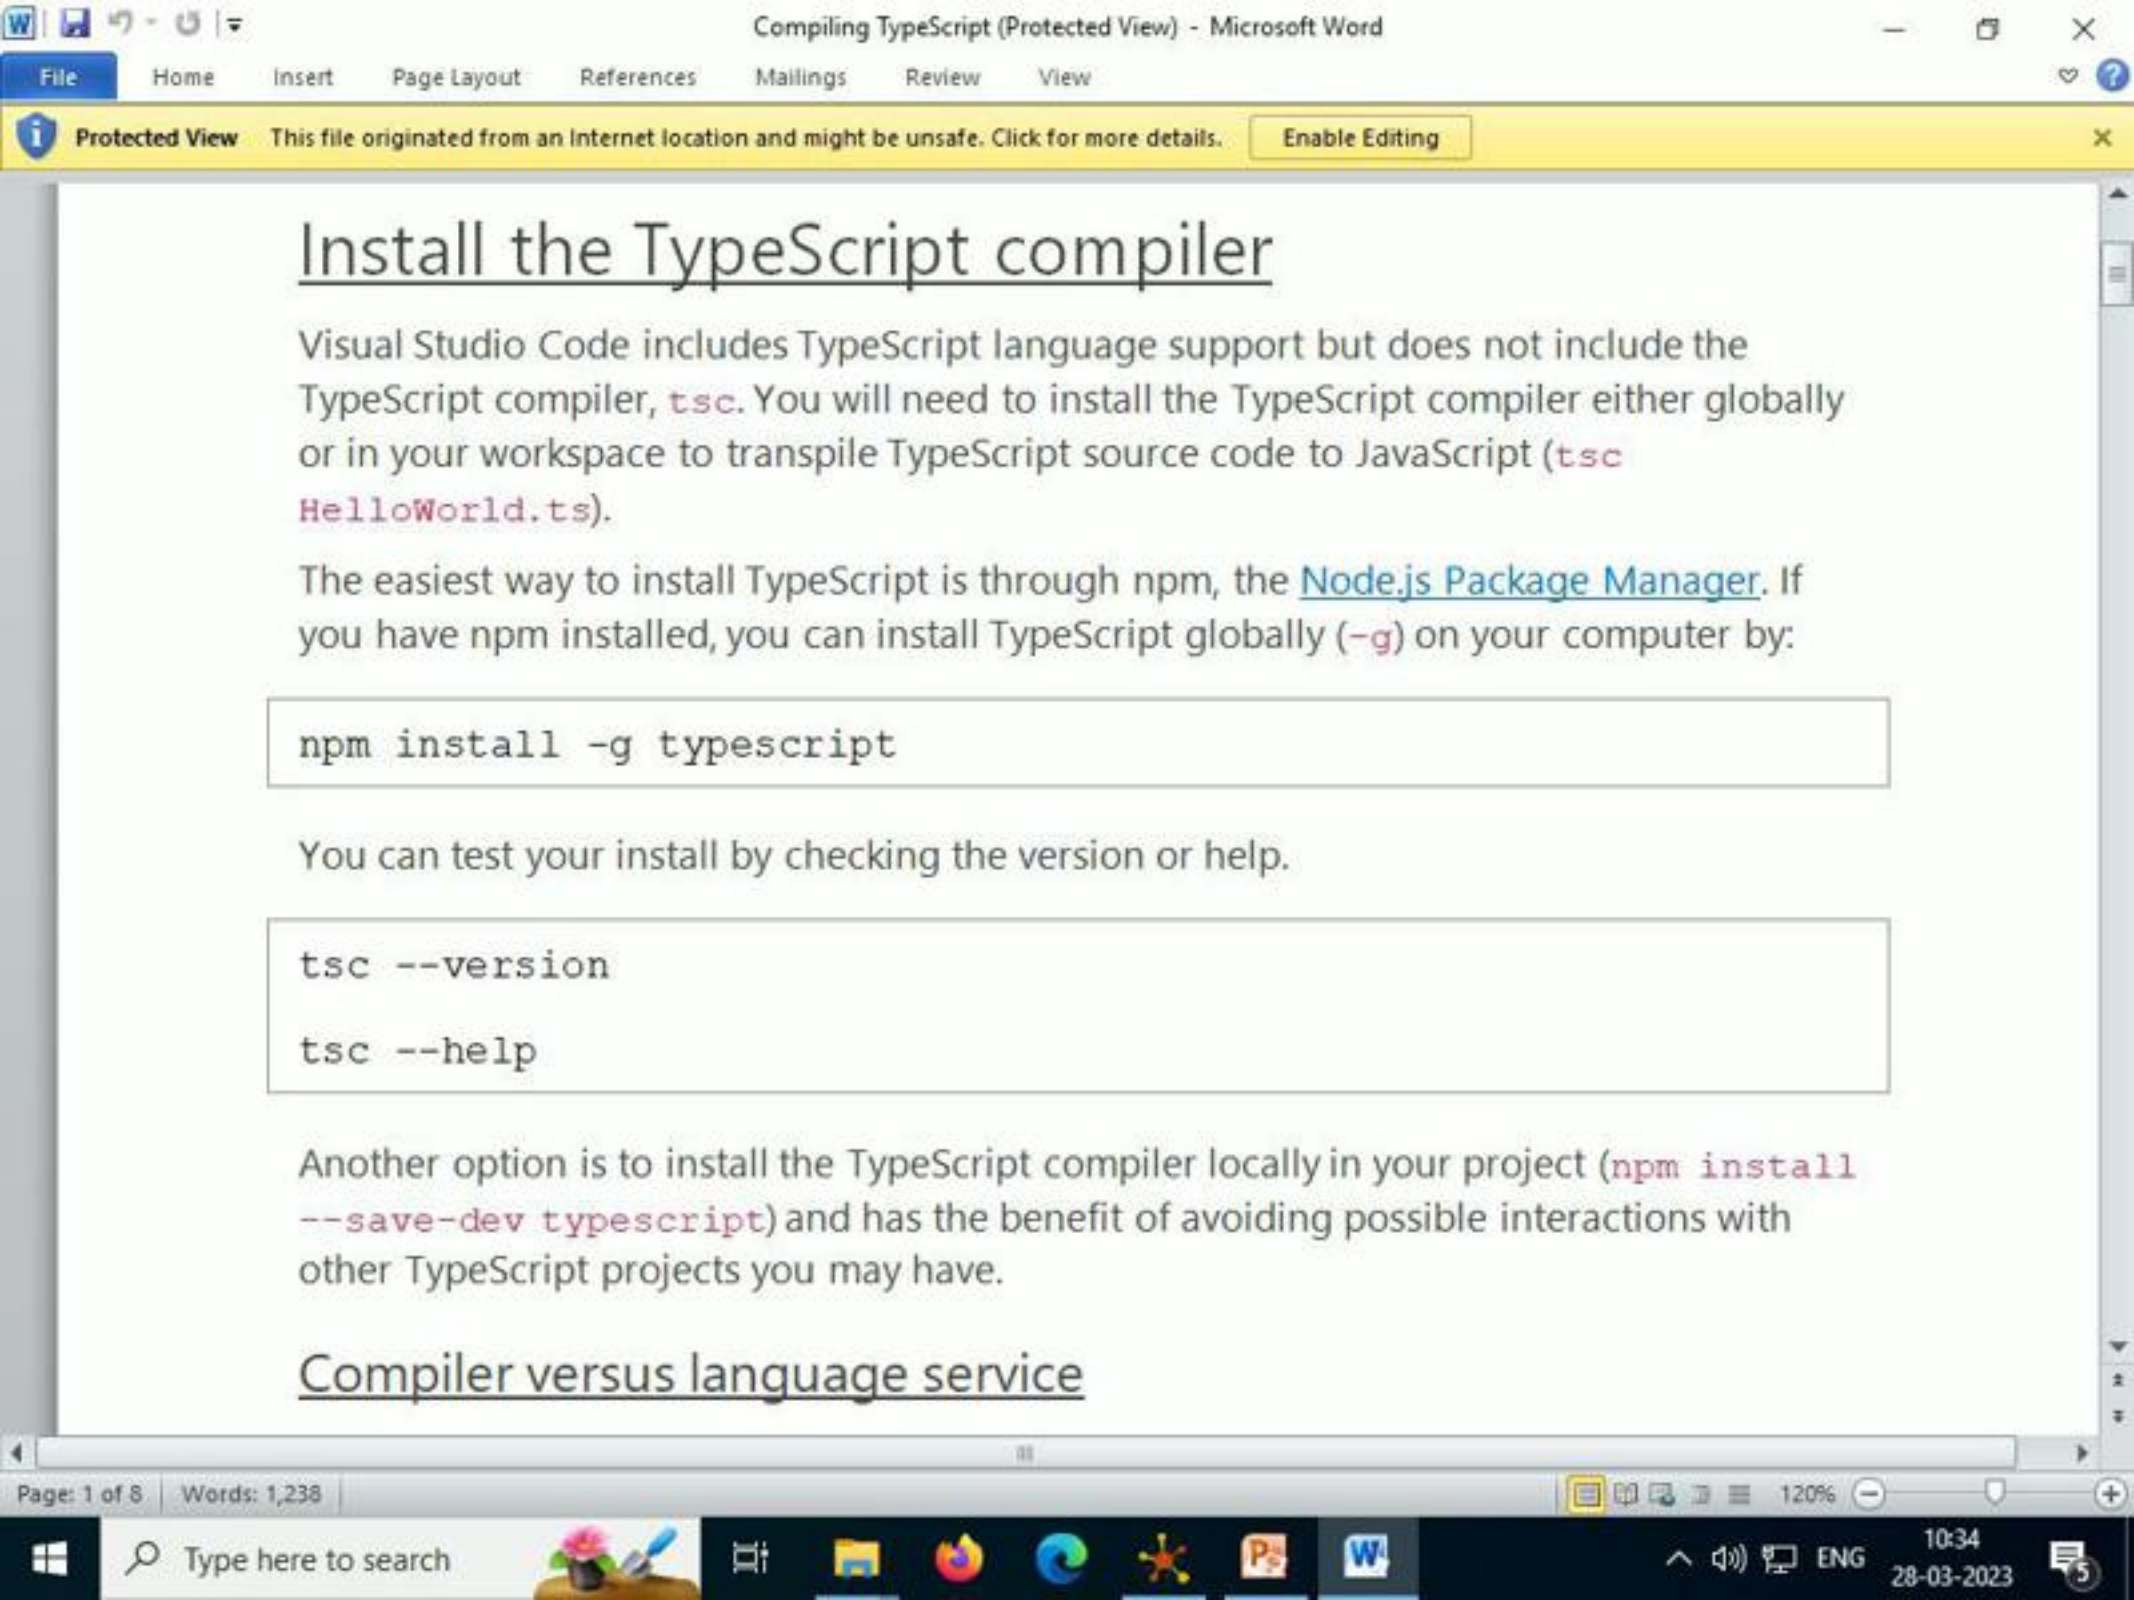 Compiling TypeScript (Protected View) - Microsoft Word
File Home Insert Page Layout References Mailings Review View
Protected View This file originated from an Internet location and might be unsafe. Click for more details. Enable Editing
Install the TypeScript compiler
Visual Studio Code includes TypeScript language support but does not include the
TypeScript compiler, tsc. You will need to install the TypeScript compiler either globally
or in your workspace to transpile TypeScript source code to JavaScript (tsc
HelloWorld.ts).
The easiest way to install TypeScript is through npm, the Node.js Package Manager. If
you have npm installed, you can install TypeScript globally (-g) on your computer by:
npm install -g typescript
You can test your install by checking the version or help.
tsc --version
tsc --help
Another option is to install the TypeScript compiler locally in your project (npm install
--save-dev typescript) and has the benefit of avoiding possible interactions with
other TypeScript projects you may have.
Compiler versus language service
Page: 1 of 8 Words: 1,238 120%
Type here to search
ENG
10:34
28-03-2023
5